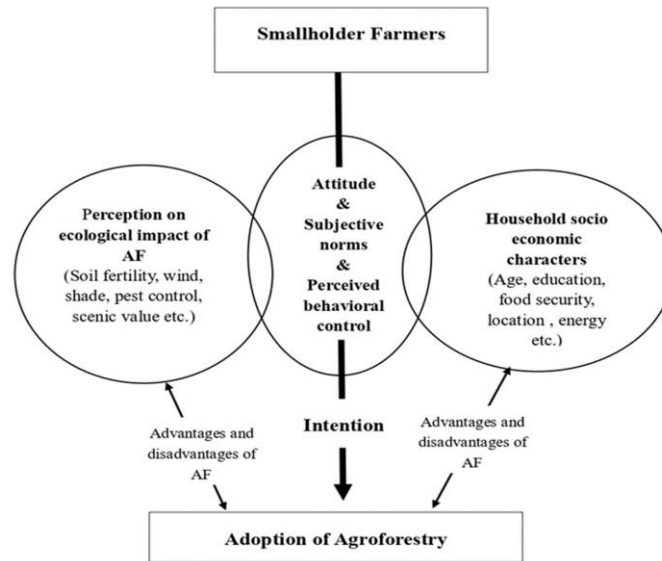 Smallholder Farmers
Perception on
ecological impact of
AF
(Soil fertility, wind,
shade, pest control,
scenic value etc.)
Attitude
&
Subjective
norms
&
Perceived
behavioral
control
Household socio
economic
characters
(Age, education,
food security,
location , energy
etc.)
Advantages and
disadvantages of
AF
Intention
Advantages and
disadvantages of
AF
Adoption of Agroforestry